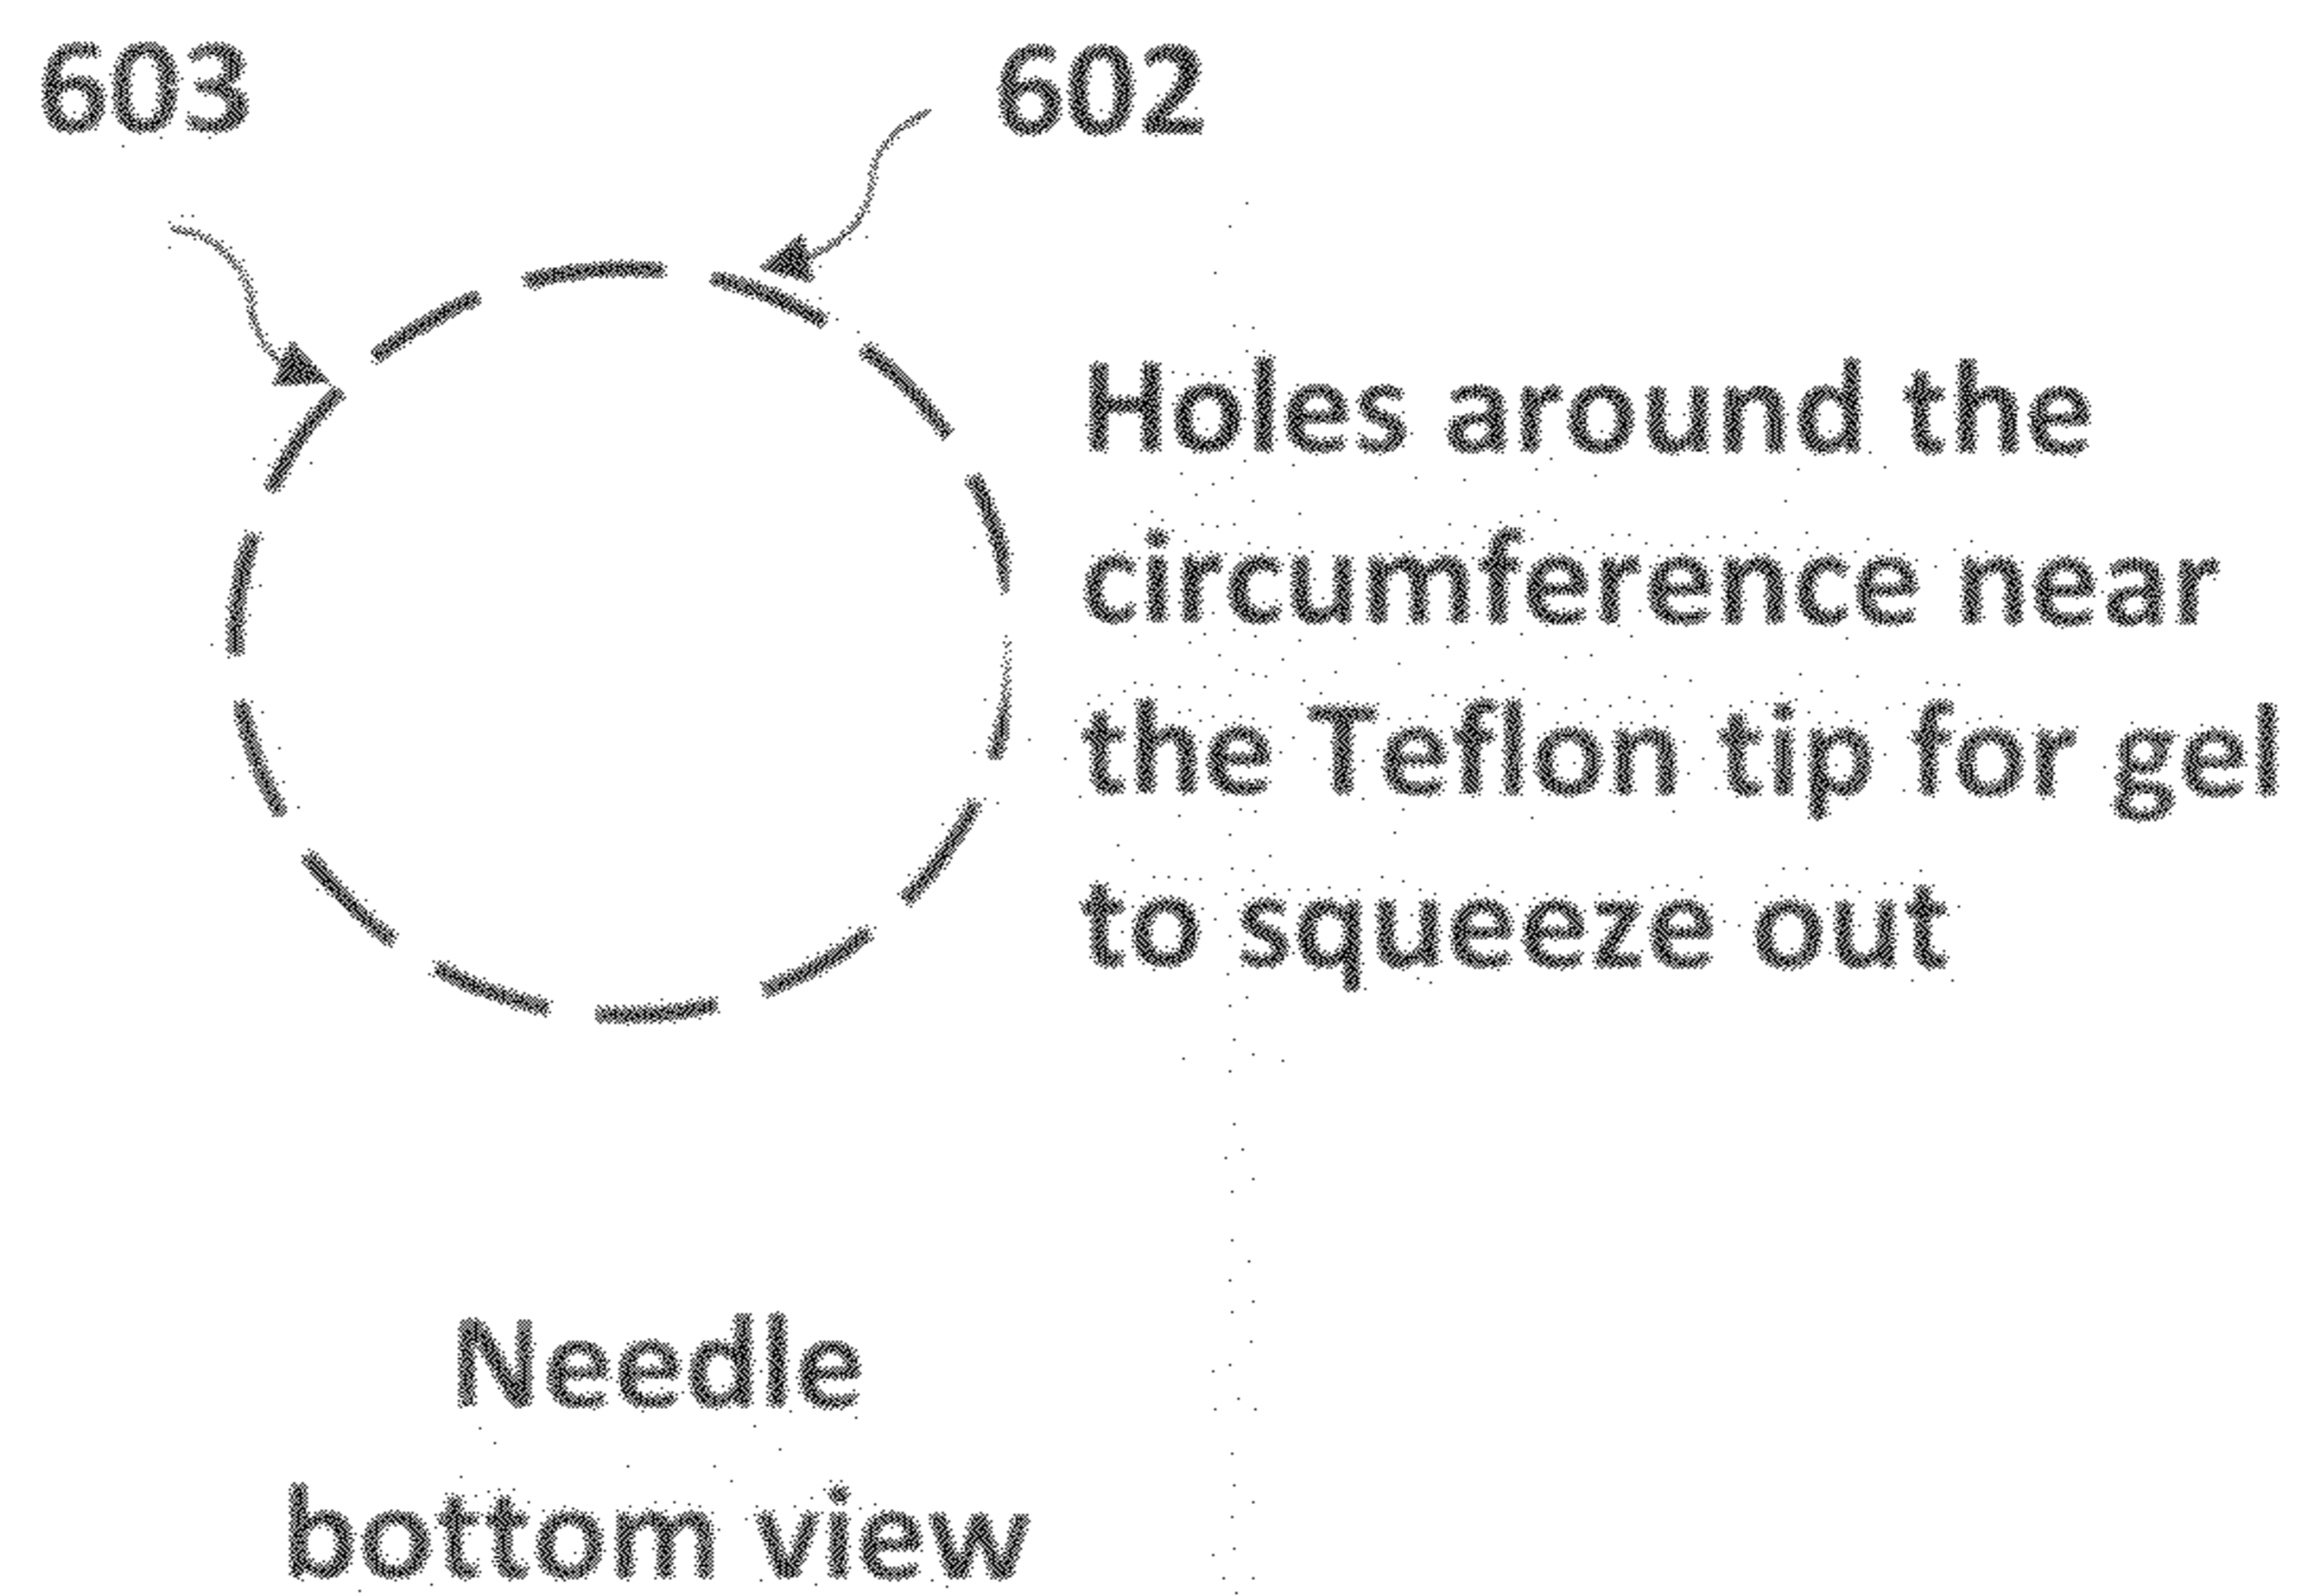 603
602
Holes around the
circumference near
the Teflon tip for gel
to squeeze out
Needle
bottom view